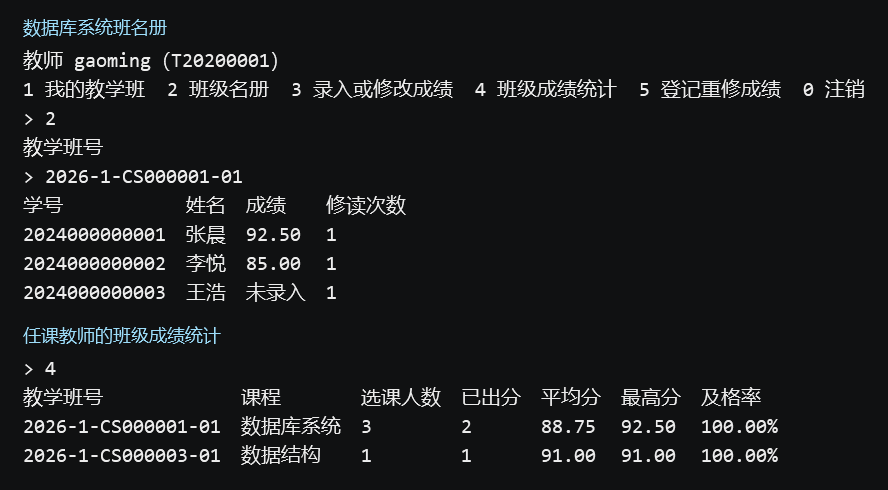 数据库系统班名册
教师 gaoming（T20200001）
1 我的教学班  2 班级名册  3 录入或修改成绩  4 班级成绩统计  5 登记重修成绩  0 注销
> 2
教学班号
> 2026-1-CS000001-01
学号  姓名  成绩  修读次数
2024000000001  张晨  92.50  1
2024000000002  李悦  85.00  1
2024000000003  王浩  未录入  1
任课教师的班级成绩统计
> 4
教学班号  课程  选课人数  已出分  平均分  最高分  及格率
2026-1-CS000001-01  数据库系统  3  2  88.75  92.50  100.00%
2026-1-CS000003-01  数据结构  1  1  91.00  91.00  100.00%